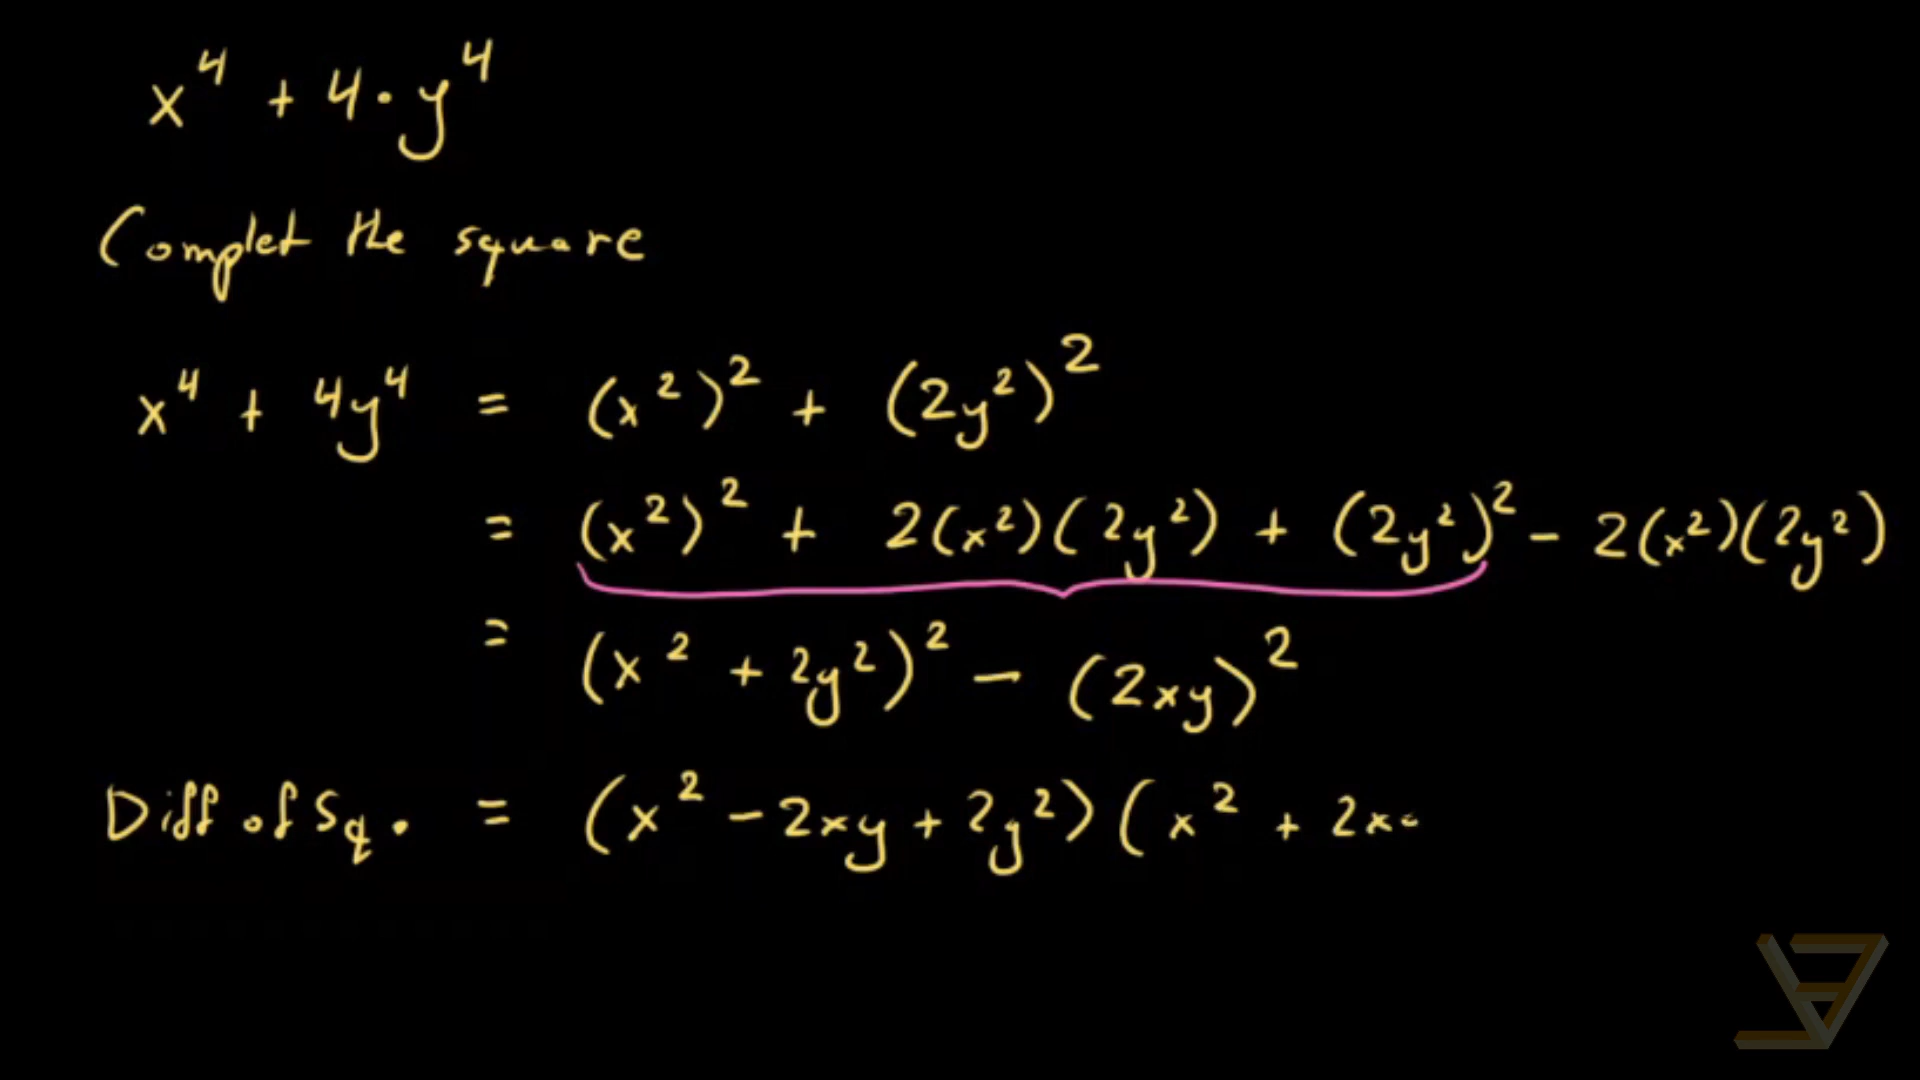 x⁴ + 4 · y⁴
Complet the square
x⁴ + 4y⁴ = (x²)² + (2y²)²
= (x²)² + 2(x²)(2y²) + (2y²)² − 2(x²)(2y²)
= (x² + 2y²)² − (2xy)²
Diff of Sq. = (x² − 2xy + 2y²)(x² + 2x